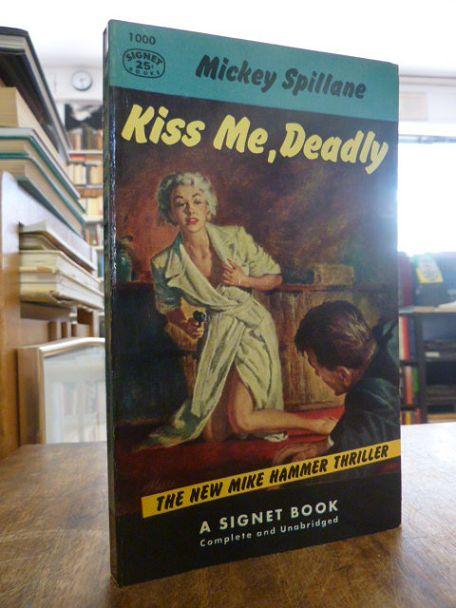 1000
SIGNET
25¢
BOOKS
Mickey Spillane
Kiss Me, Deadly
THE NEW MIKE HAMMER THRILLER
A SIGNET BOOK
Complete and Unabridged